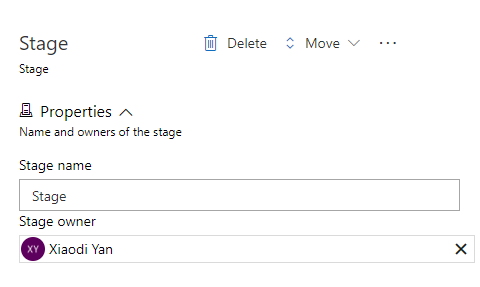 Stage
Delete
Move
Stage
Properties
Name and owners of the stage
Stage name
Stage
Stage owner
XY Xiaodi Yan